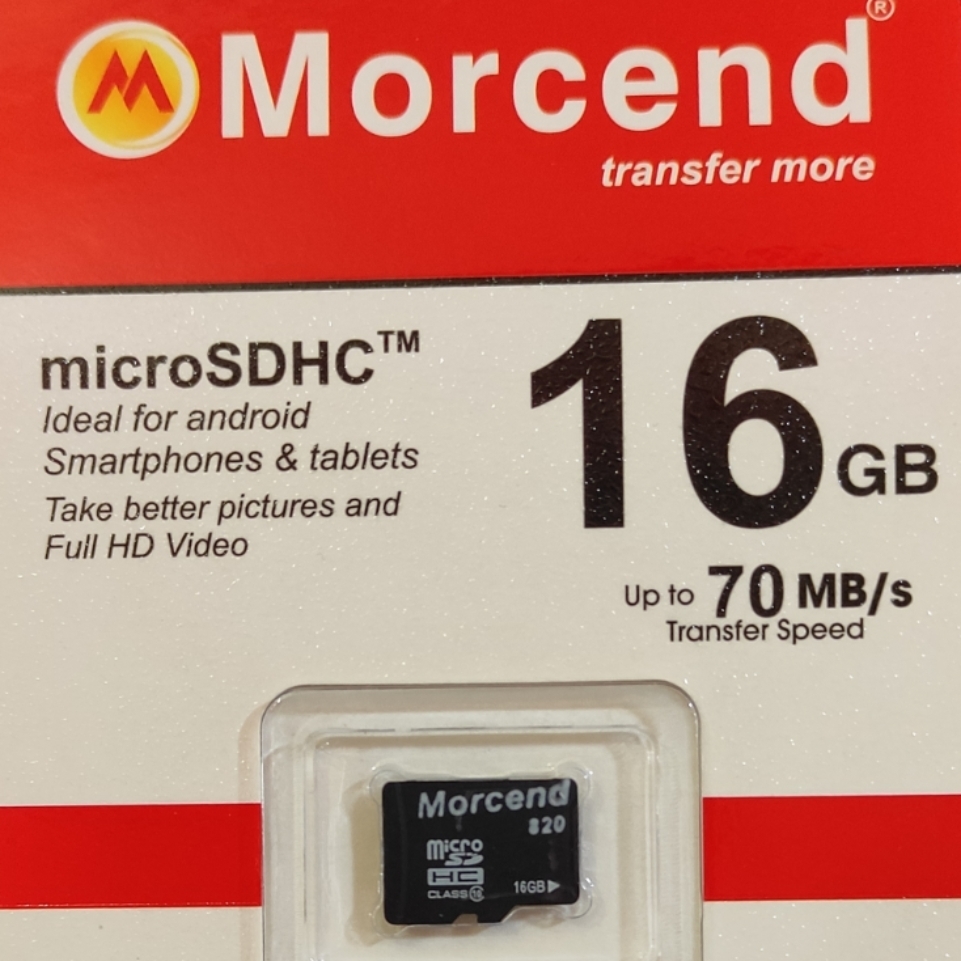 Morcend®
transfer more
microSDHC™
Ideal for android
Smartphones & tablets
Take better pictures and
Full HD Video
16 GB
Up to 70 MB/s
Transfer Speed
Morcend
820
micro
SD
HC
CLASS 10
16GB▶